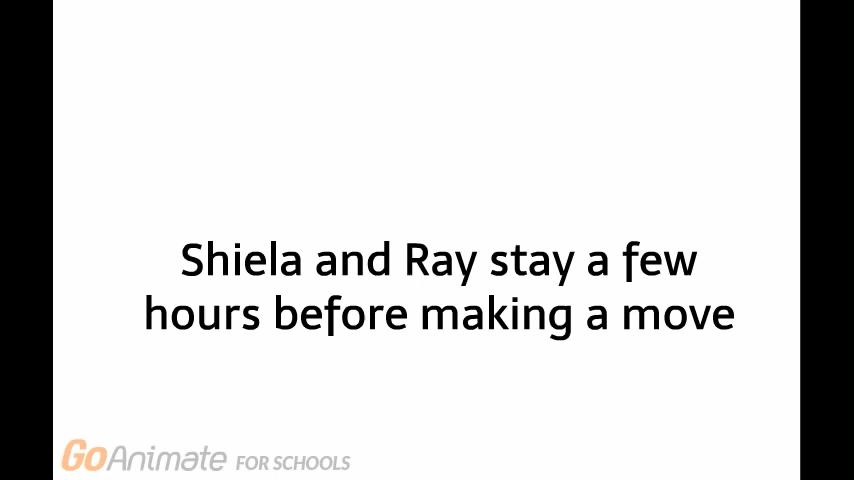 Shiela and Ray stay a few
hours before making a move
GoAnimate FOR SCHOOLS